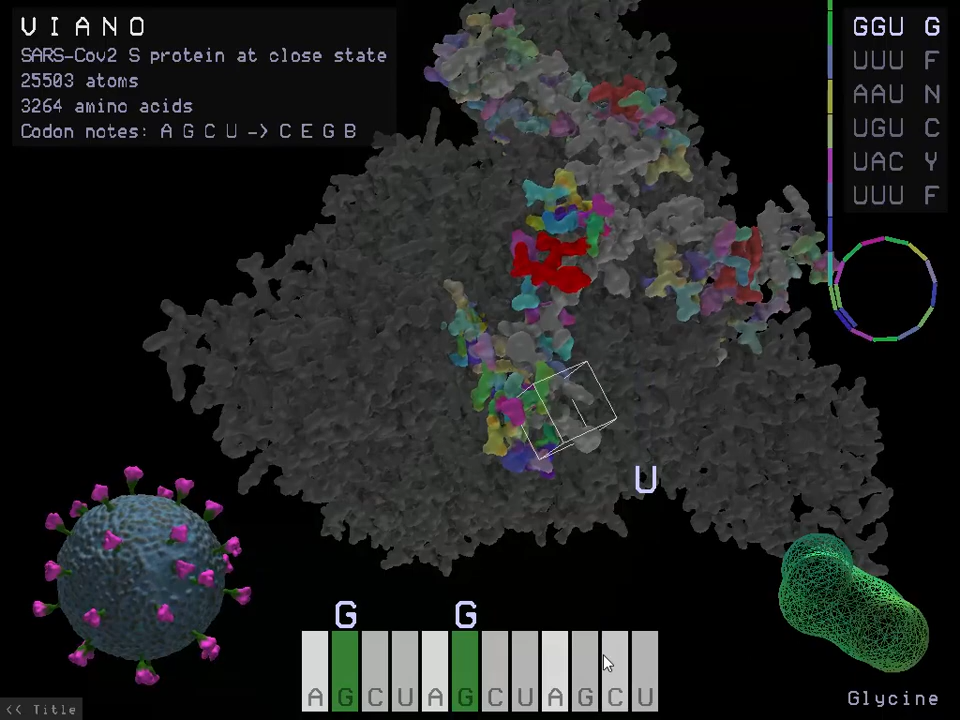 VIANO
SARS-Cov2 S protein at close state
25503 atoms
3264 amino acids
Codon notes: A G C U -> C E G B
GGU G
UUU F
AAU N
UGU C
UAC Y
UUU F
U
G G
A G C U A G C U A G C U
Glycine
<< Title